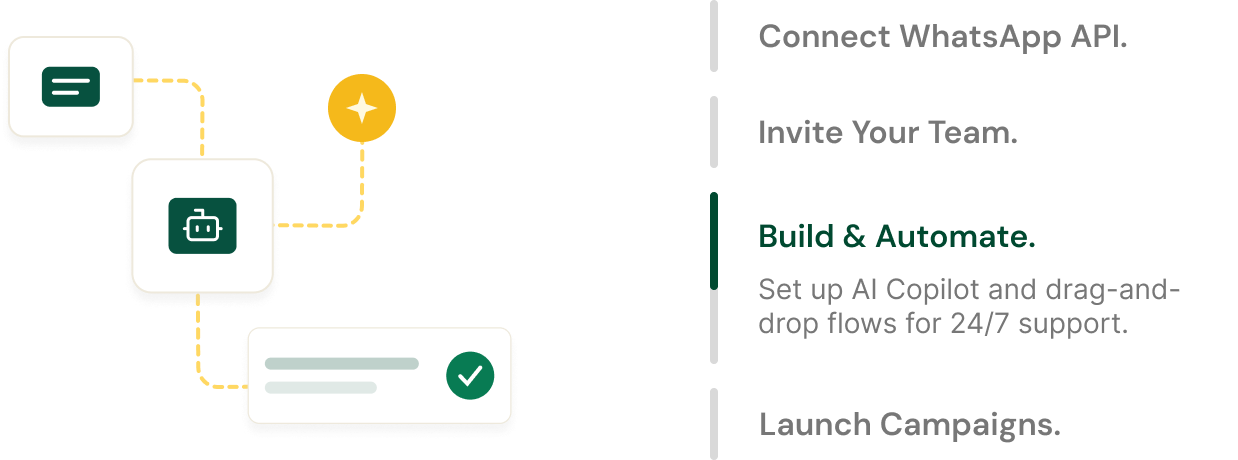 Connect WhatsApp API.
Invite Your Team.
Build & Automate.
Set up AI Copilot and drag-and-
drop flows for 24/7 support.
Launch Campaigns.